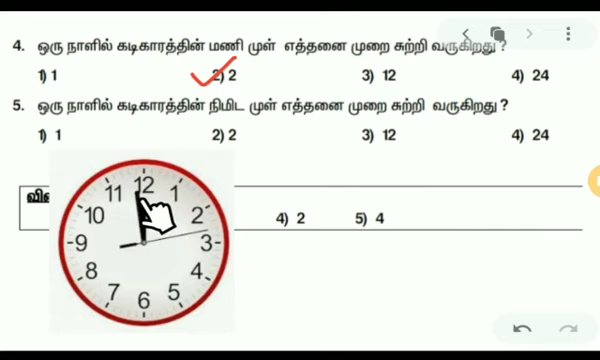 4. ஒரு நாளில் கடிகாரத்தின் மணி முள் எத்தனை முறை சுற்றி வருகிறது ?
1) 1 2) 2 3) 12 4) 24
5. ஒரு நாளில் கடிகாரத்தின் நிமிட முள் எத்தனை முறை சுற்றி வருகிறது ?
1) 1 2) 2 3) 12 4) 24
4) 2 5) 4
12 1 2 3 4 5 6 7 8 9 10 11